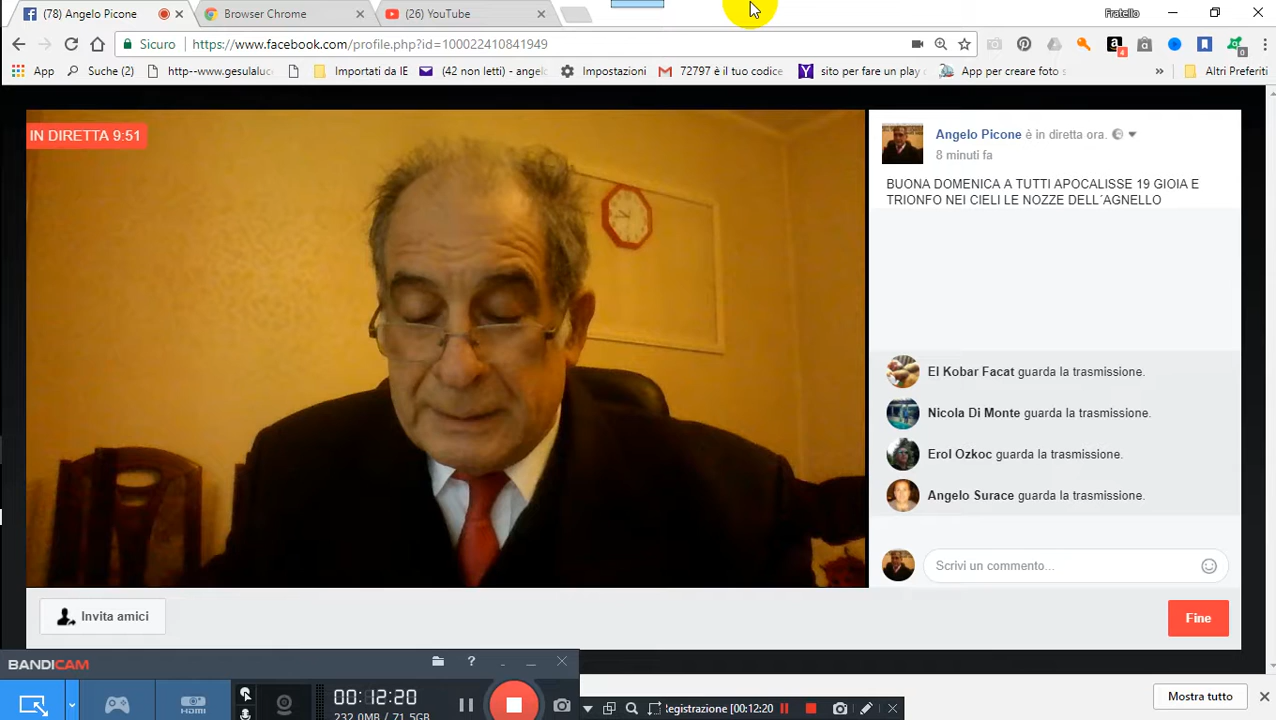 (78) Angelo Picone
Browser Chrome
(26) YouTube
Fratello
Sicuro
https://www.facebook.com/profile.php?id=100022410841949
4
0
App
Suche (2)
http--www.gesulaluc
Importati da IE
(42 non letti) - angelo
Impostazioni
72797 è il tuo codice
sito per fare un play
App per creare foto s
»
Altri Preferiti
IN DIRETTA 9:51
Angelo Picone è in diretta ora.
8 minuti fa
BUONA DOMENICA A TUTTI APOCALISSE 19 GIOIA E
TRIONFO NEI CIELI LE NOZZE DELL´AGNELLO
El Kobar Facat guarda la trasmissione.
Nicola Di Monte guarda la trasmissione.
Erol Ozkoc guarda la trasmissione.
Angelo Surace guarda la trasmissione.
Scrivi un commento...
Invita amici
Fine
BANDICAM
?
Hdmi
00:12:20
232.0MB / 71.5GB
Registrazione [00:12:20
Mostra tutto